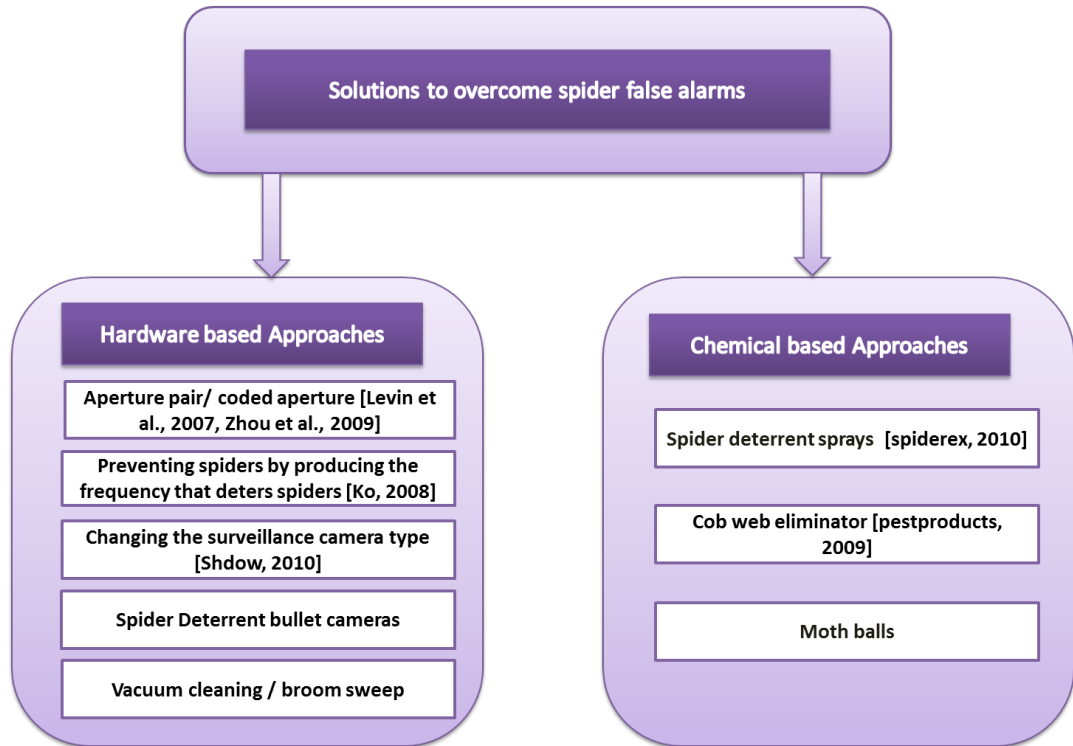 Solutions to overcome spider false alarms
Hardware based Approaches
Aperture pair/ coded aperture [Levin et
al., 2007, Zhou et al., 2009]
Preventing spiders by producing the
frequency that deters spiders [Ko, 2008]
Changing the surveillance camera type
[Shdow, 2010]
Spider Deterrent bullet cameras
Vacuum cleaning / broom sweep
Chemical based Approaches
Spider deterrent sprays [spiderex, 2010]
Cob web eliminator [pestproducts,
2009]
Moth balls